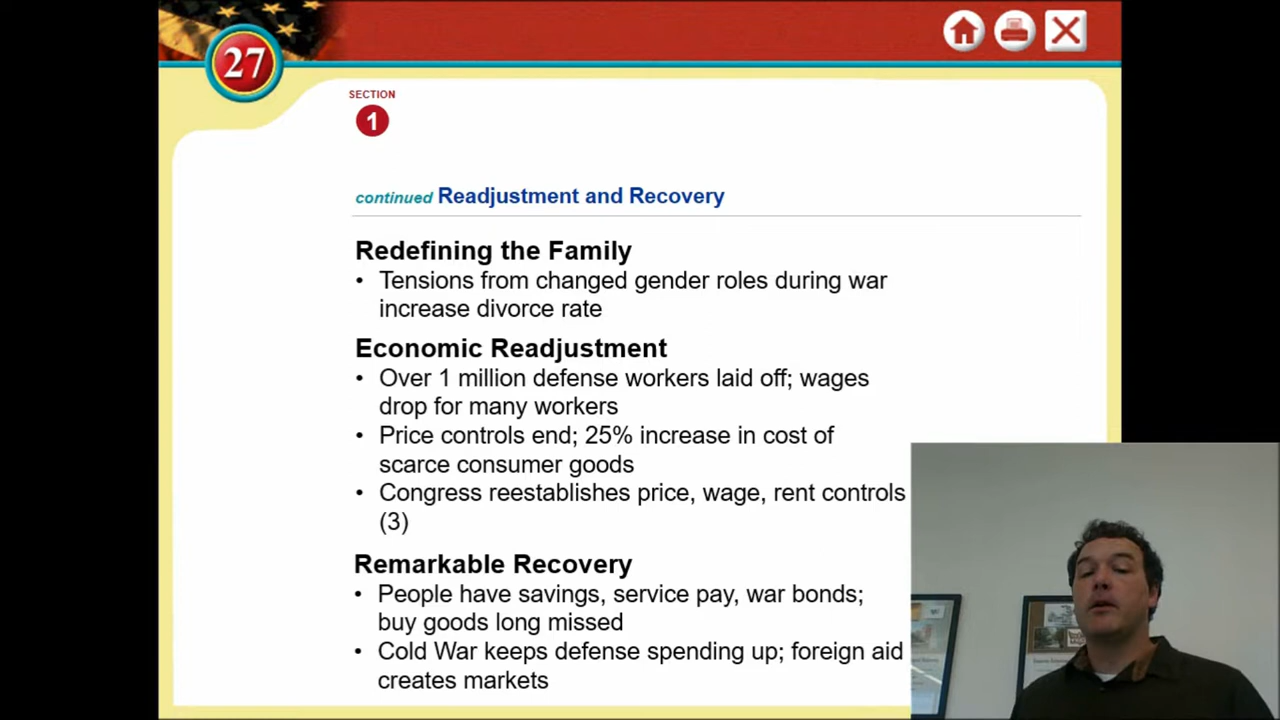 27
SECTION
1
continued Readjustment and Recovery
Redefining the Family
• Tensions from changed gender roles during war
increase divorce rate
Economic Readjustment
• Over 1 million defense workers laid off; wages
drop for many workers
• Price controls end; 25% increase in cost of
scarce consumer goods
• Congress reestablishes price, wage, rent controls
(3)
Remarkable Recovery
• People have savings, service pay, war bonds;
buy goods long missed
• Cold War keeps defense spending up; foreign aid
creates markets